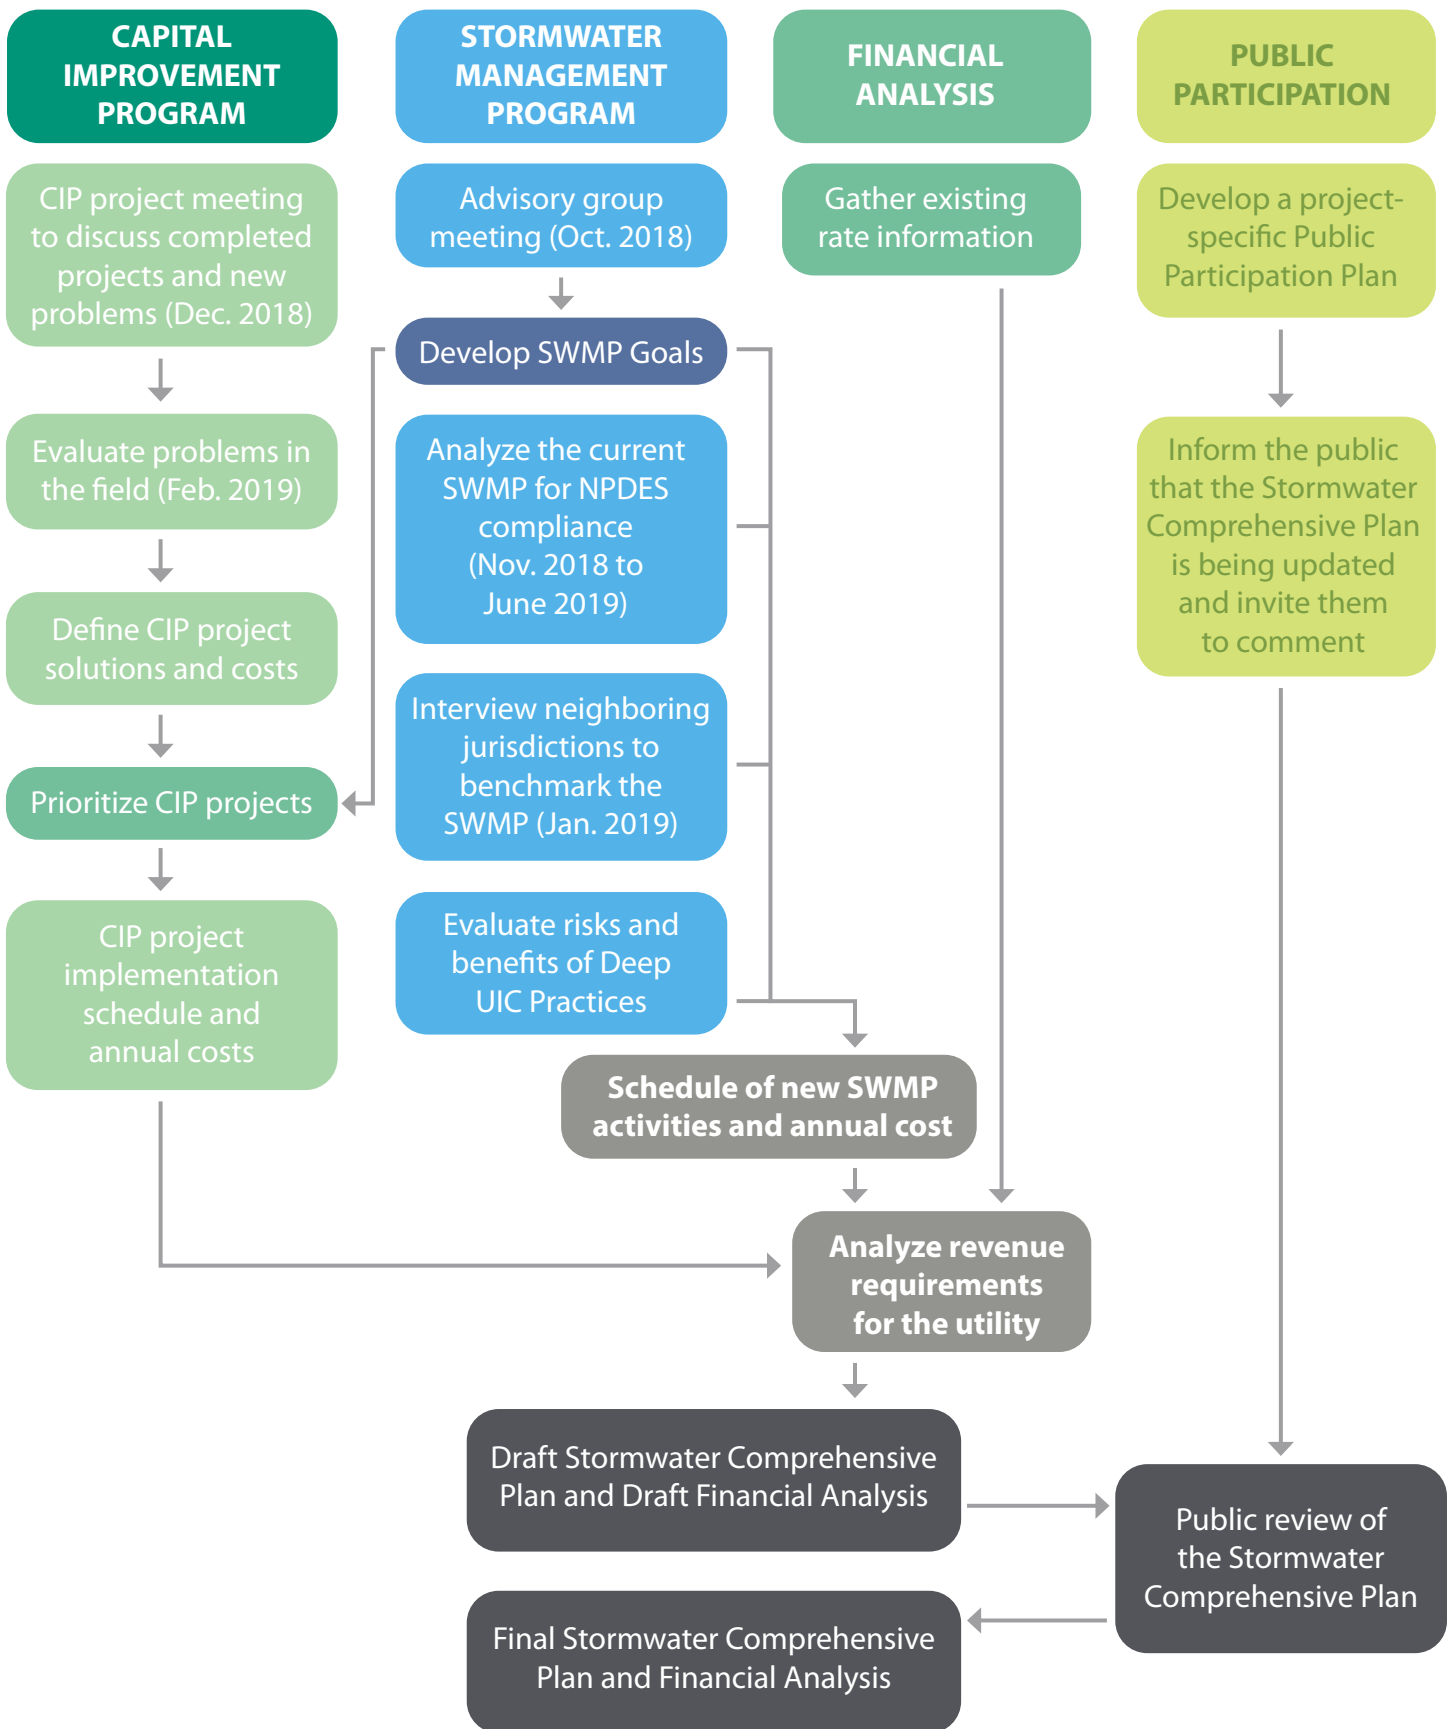 CAPITAL
IMPROVEMENT
PROGRAM
STORMWATER
MANAGEMENT
PROGRAM
FINANCIAL
ANALYSIS
PUBLIC
PARTICIPATION
CIP project meeting
to discuss completed
projects and new
problems (Dec. 2018)
Evaluate problems in
the field (Feb. 2019)
Define CIP project
solutions and costs
Prioritize CIP projects
CIP project
implementation
schedule and
annual costs
Advisory group
meeting (Oct. 2018)
Develop SWMP Goals
Analyze the current
SWMP for NPDES
compliance
(Nov. 2018 to
June 2019)
Interview neighboring
jurisdictions to
benchmark the
SWMP (Jan. 2019)
Evaluate risks and
benefits of Deep
UIC Practices
Gather existing
rate information
Develop a project-
specific Public
Participation Plan
Inform the public
that the Stormwater
Comprehensive Plan
is being updated
and invite them
to comment
Schedule of new SWMP
activities and annual cost
Analyze revenue
requirements
for the utility
Draft Stormwater Comprehensive
Plan and Draft Financial Analysis
Public review of
the Stormwater
Comprehensive Plan
Final Stormwater Comprehensive
Plan and Financial Analysis